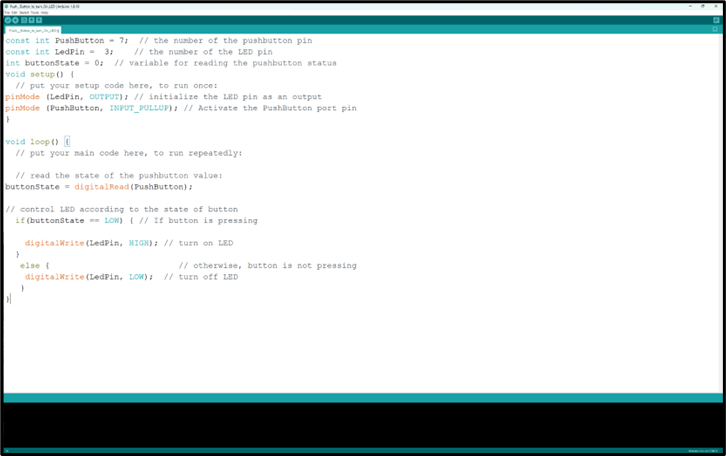 Push_Button_to_turn_On_LED | Arduino 1.8.19
File Edit Sketch Tools Help
Push_Button_to_turn_On_LED
const int PushButton = 7;  // the number of the pushbutton pin
const int LedPin =  3;    // the number of the LED pin
int buttonState = 0;  // variable for reading the pushbutton status
void setup() {
// put your setup code here, to run once:
pinMode (LedPin, OUTPUT); // initialize the LED pin as an output
pinMode (PushButton, INPUT_PULLUP); // Activate the PushButton port pin
}
void loop() {
// put your main code here, to run repeatedly:
// read the state of the pushbutton value:
buttonState = digitalRead(PushButton);
// control LED according to the state of button
if(buttonState == LOW) { // If button is pressing
digitalWrite(LedPin, HIGH); // turn on LED
}
else {                          // otherwise, button is not pressing
digitalWrite(LedPin, LOW);  // turn off LED
}
}